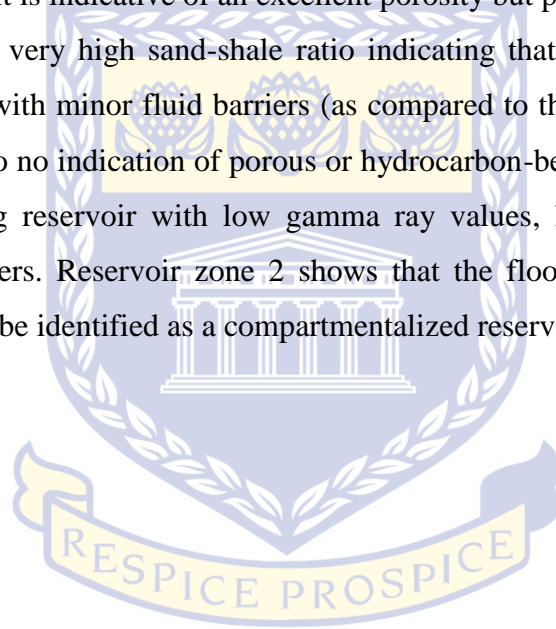 t is indicative of an excellent porosity but p
very high sand-shale ratio indicating that
with minor fluid barriers (as compared to th
o no indication of porous or hydrocarbon-be
g reservoir with low gamma ray values,
ers. Reservoir zone 2 shows that the floo
be identified as a compartmentalized reserv
RESPICE PROSPICE